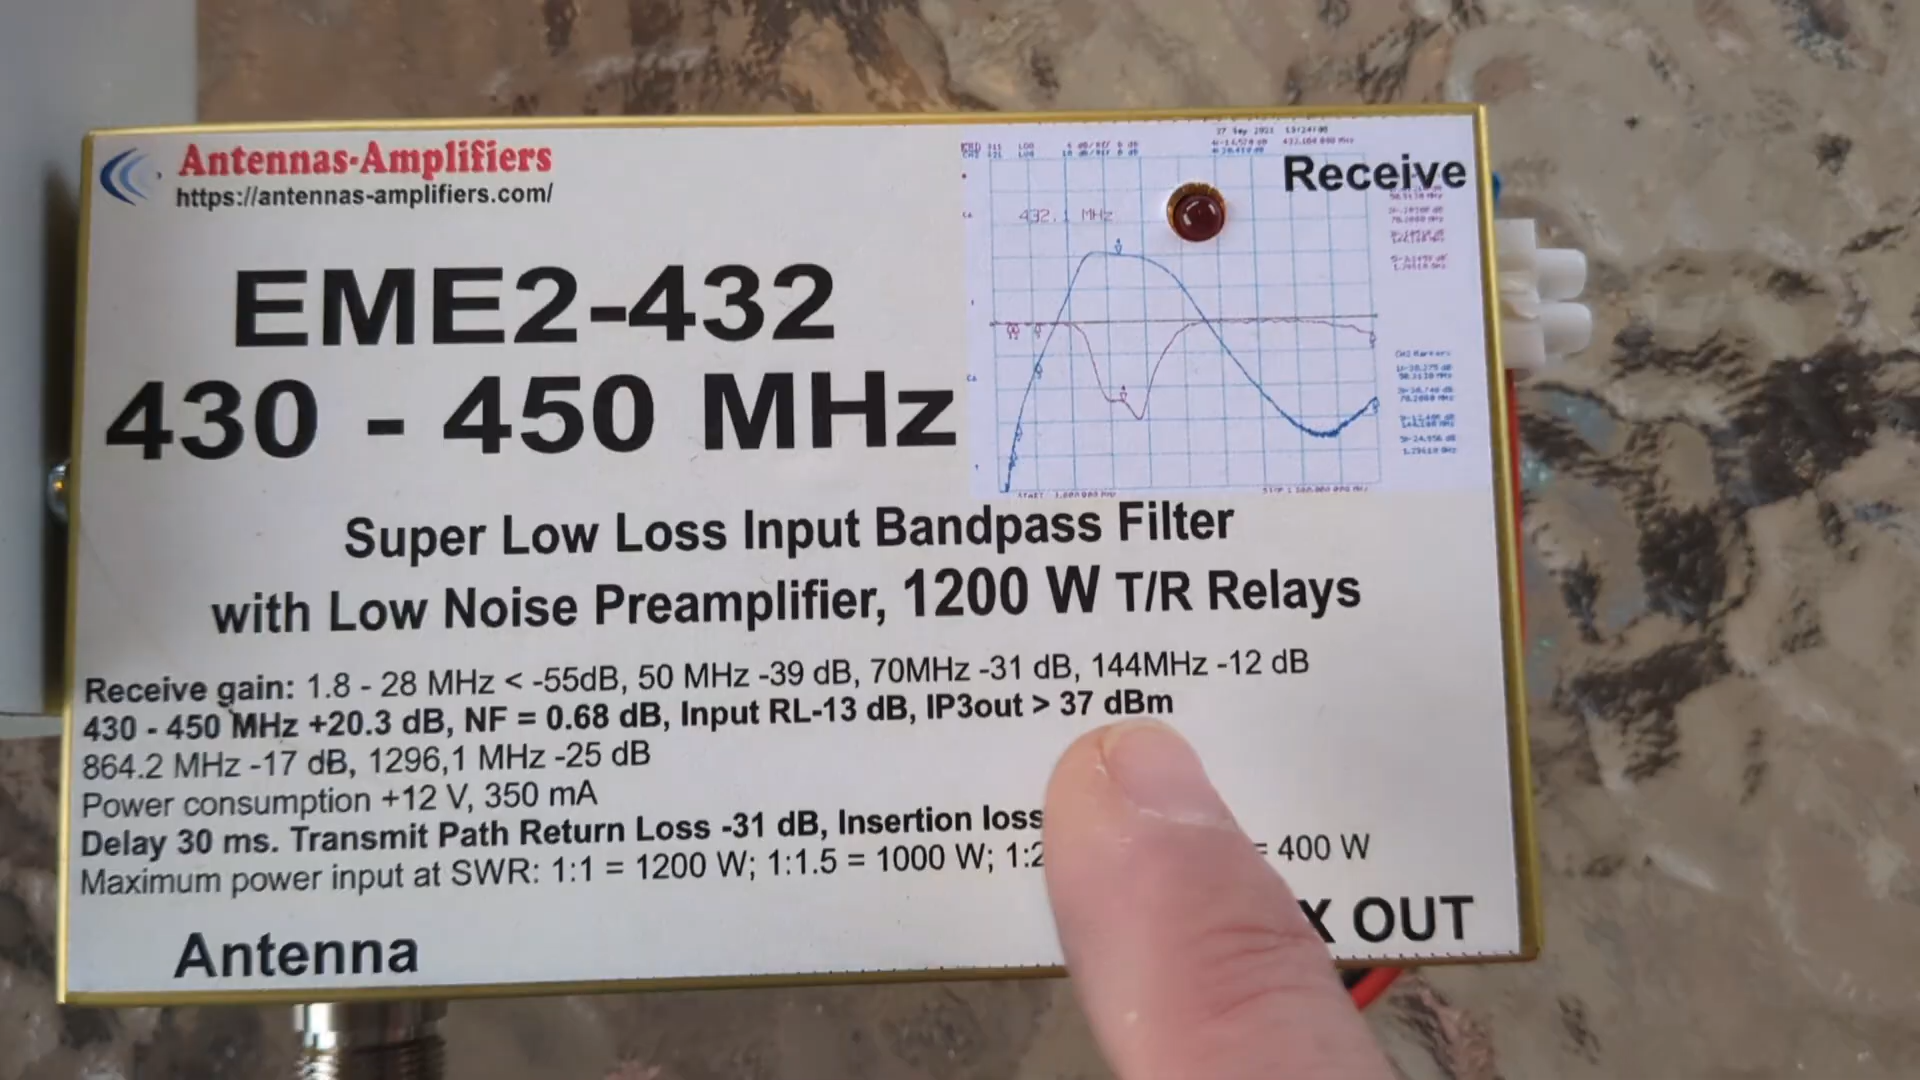 Antennas-Amplifiers
https://antennas-amplifiers.com/
27 Sep 2021
Receive
432.1 MHz
EME2-432
430 - 450 MHz
Super Low Loss Input Bandpass Filter
with Low Noise Preamplifier, 1200 W T/R Relays
Receive gain: 1.8 - 28 MHz < -55dB, 50 MHz -39 dB, 70MHz -31 dB, 144MHz -12 dB
430 - 450 MHz +20.3 dB, NF = 0.68 dB, Input RL-13 dB, IP3out > 37 dBm
864.2 MHz -17 dB, 1296,1 MHz -25 dB
Power consumption +12 V, 350 mA
Delay 30 ms. Transmit Path Return Loss -31 dB, Insertion loss
Maximum power input at SWR: 1:1 = 1200 W; 1:1.5 = 1000 W; 1:2 = 400 W
Antenna
X OUT